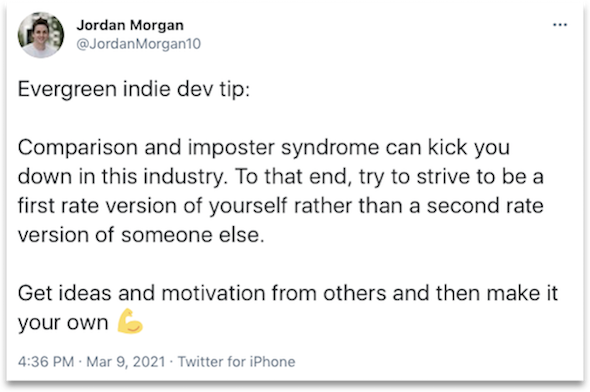 Jordan Morgan
@JordanMorgan10
Evergreen indie dev tip:
Comparison and imposter syndrome can kick you
down in this industry. To that end, try to strive to be a
first rate version of yourself rather than a second rate
version of someone else.
Get ideas and motivation from others and then make it
your own 💪
4:36 PM · Mar 9, 2021 · Twitter for iPhone